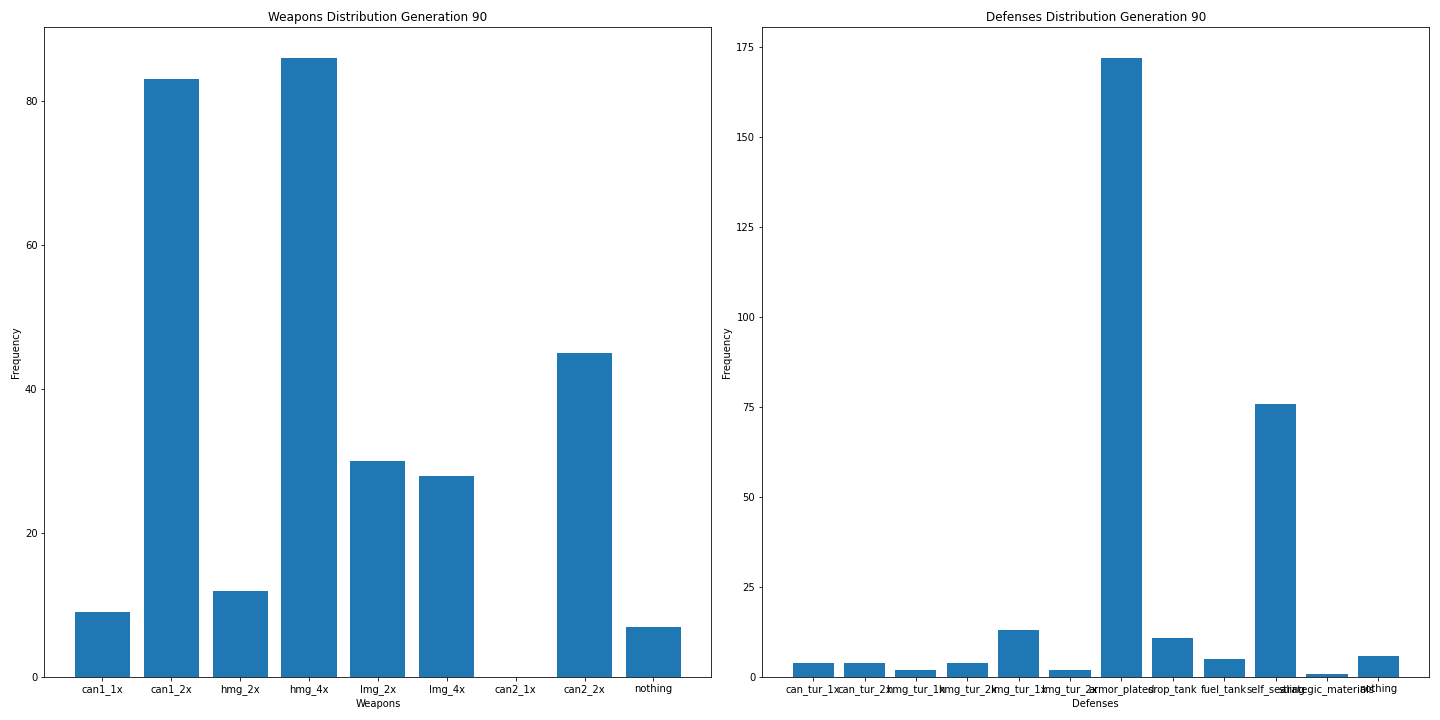 Weapons Distribution Generation 90
80
60
40
20
0
Frequency
can1_1x can1_2x hmg_2x hmg_4x lmg_2x lmg_4x can2_1x can2_2x nothing
Weapons
Defenses Distribution Generation 90
175
150
125
100
75
50
25
0
Frequency
can_tur_1x can_tur_2x hmg_tur_1x hmg_tur_2x lmg_tur_1x lmg_tur_2x armor_plates drop_tank fuel_tank self_sealing strategic_materials nothing
Defenses